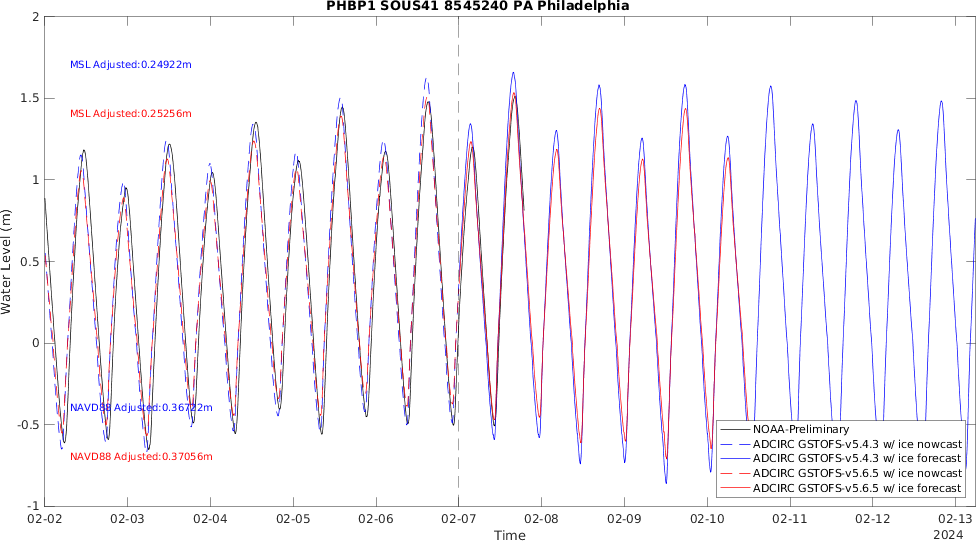 PHBP1 SOUS41 8545240 PA Philadelphia
2
1.5
1
0.5
0
-0.5
-1
Water Level (m)
MSL Adjusted:0.24922m
MSL Adjusted:0.25256m
NAVD88 Adjusted:0.36722m
NAVD88 Adjusted:0.37056m
NOAA-Preliminary
ADCIRC GSTOFS-v5.4.3 w/ ice nowcast
ADCIRC GSTOFS-v5.4.3 w/ ice forecast
ADCIRC GSTOFS-v5.6.5 w/ ice nowcast
ADCIRC GSTOFS-v5.6.5 w/ ice forecast
02-02 02-03 02-04 02-05 02-06 02-07 02-08 02-09 02-10 02-11 02-12 02-13
Time
2024